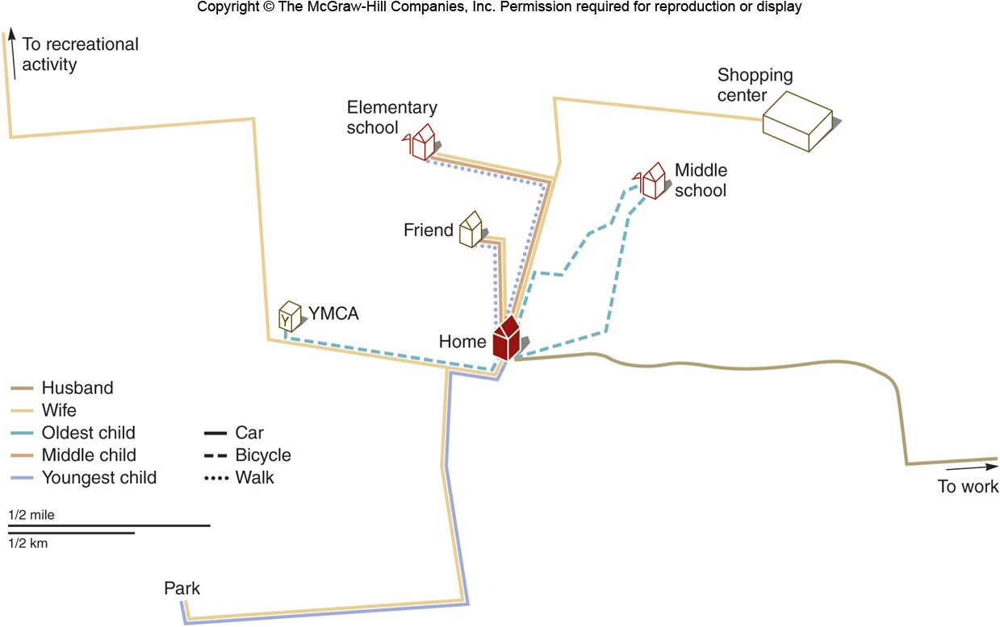 Copyright © The McGraw-Hill Companies, Inc. Permission required for reproduction or display
To recreational
activity
Shopping
center
Elementary
school
Middle
school
Friend
YMCA
Y
Home
Husband
Wife
Oldest child
Car
Middle child
Bicycle
Youngest child
Walk
To work
1/2 mile
1/2 km
Park